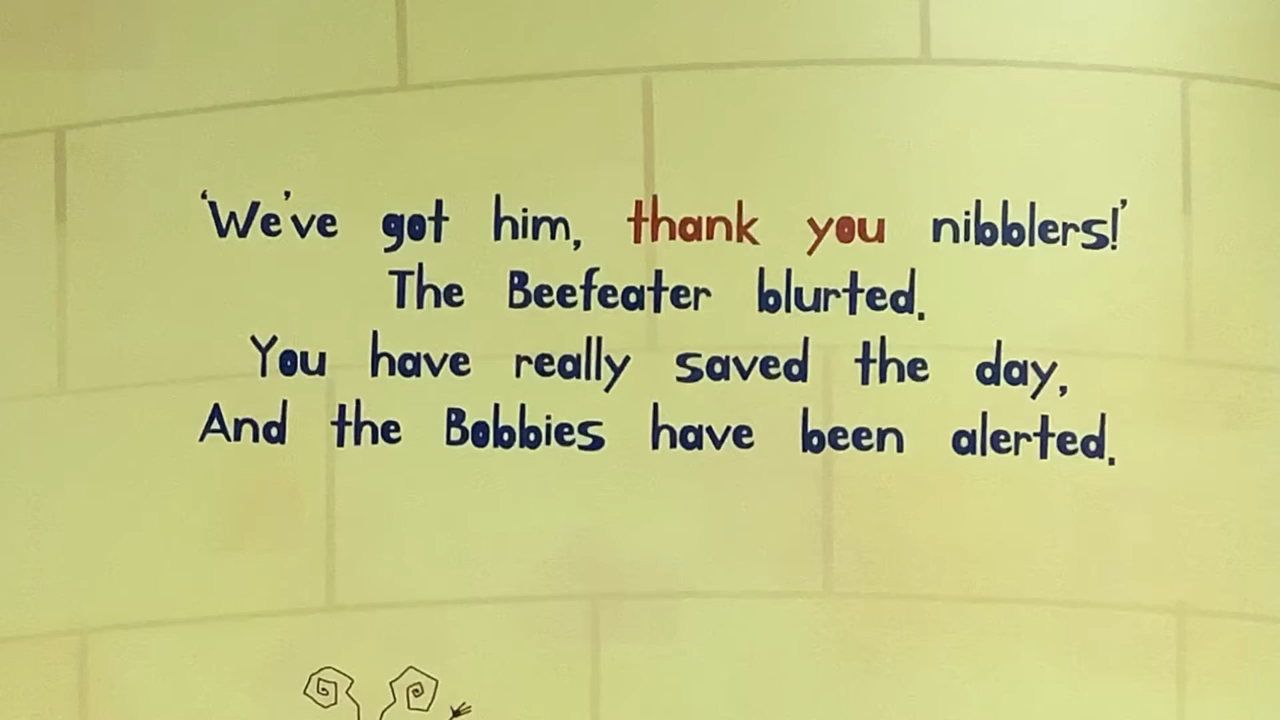 ‘We’ve got him, thank you nibblers!’
The Beefeater blurted.
You have really saved the day,
And the Bobbies have been alerted.